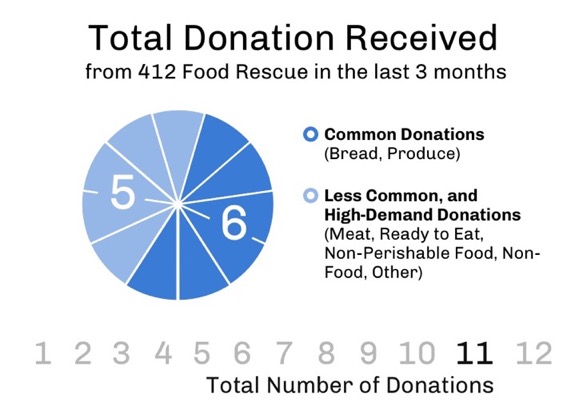 Total Donation Received
from 412 Food Rescue in the last 3 months
5
6
Common Donations
(Bread, Produce)
Less Common, and
High-Demand Donations
(Meat, Ready to Eat,
Non-Perishable Food, Non-
Food, Other)
1 2 3 4 5 6 7 8 9 10 11 12
Total Number of Donations